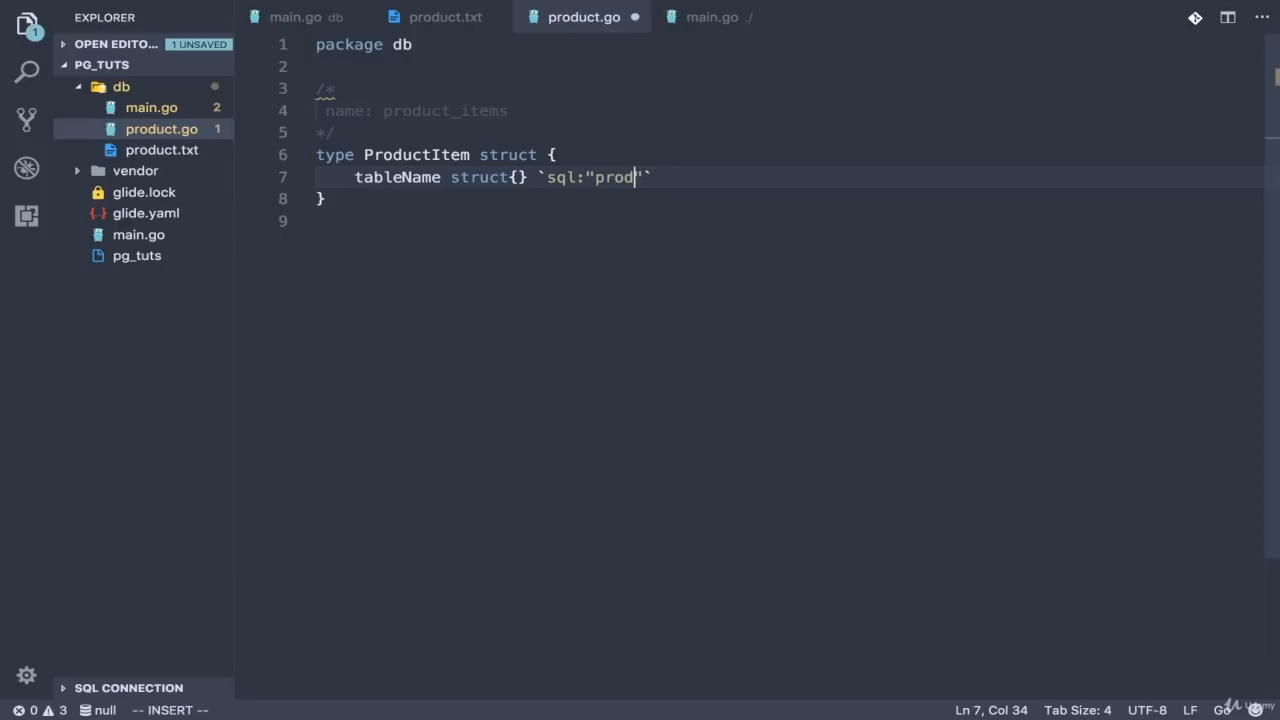 EXPLORER
main.go db
product.txt
product.go
main.go ./
OPEN EDITO... 1 UNSAVED
PG_TUTS
db
main.go 2
product.go 1
product.txt
vendor
glide.lock
glide.yaml
main.go
pg_tuts
1 package db
2
3 /*
4 name: product_items
5 */
6 type ProductItem struct {
7 tableName struct{} `sql:"prod"`
8 }
9
1
SQL CONNECTION
0 3 null -- INSERT --
Ln 7, Col 34 Tab Size: 4 UTF-8 LF Go
Udemy